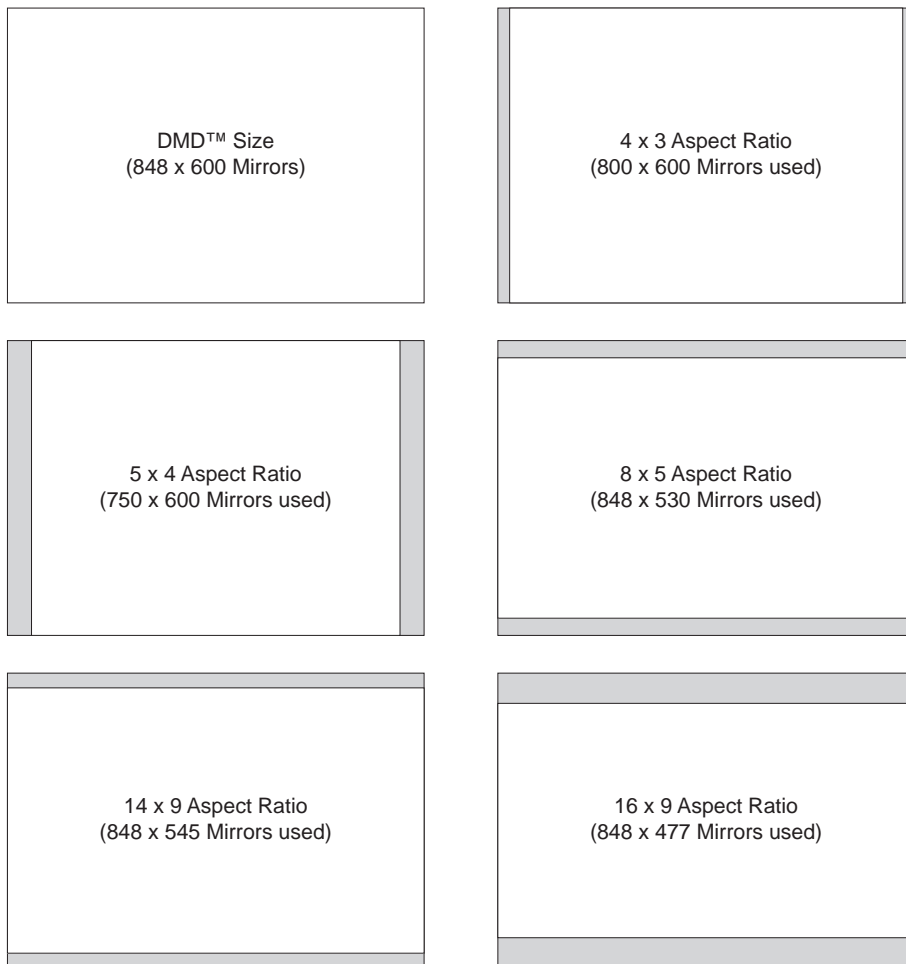 DMD™ Size
(848 x 600 Mirrors)
4 x 3 Aspect Ratio
(800 x 600 Mirrors used)
5 x 4 Aspect Ratio
(750 x 600 Mirrors used)
8 x 5 Aspect Ratio
(848 x 530 Mirrors used)
14 x 9 Aspect Ratio
(848 x 545 Mirrors used)
16 x 9 Aspect Ratio
(848 x 477 Mirrors used)